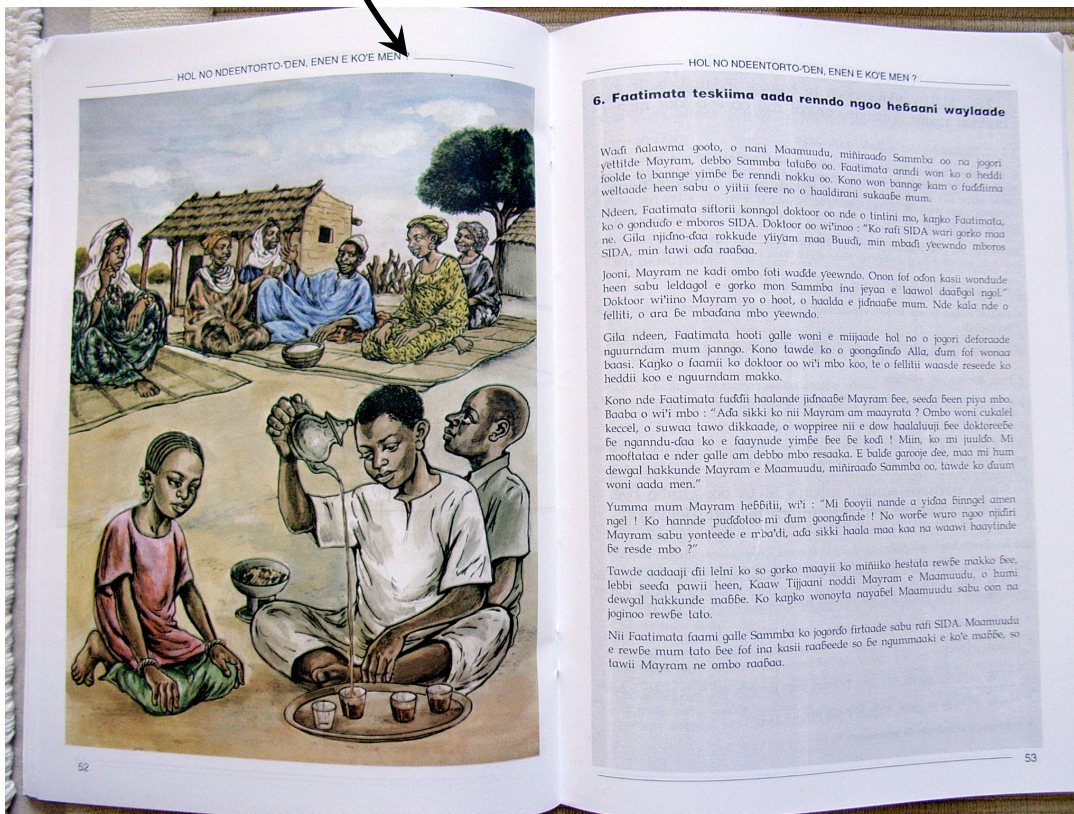 HOL NO NDEENTORTO-ƊEN, ENEN E KO'E MEN ?
52
HOL NO NDEENTORTO-ƊEN, ENEN E KO'E MEN ?
6. Faatimata teskiima aada renndo ngoo heɓaani waylaade
Waɗi ñalawma gooto, o nani Maamuudu, miñiraaɗo Sammba oo na jogori
ƴettitde Mayram, debbo Sammba tataɓo oo. Faatimata anndi won ko o heddi
foolde to bannge yimɓe ɓe renndi nokku oo. Kono won bannge kam o fuɗɗiima
weltaade heen sabu o yiitii feere no o haaldirani sukaaɓe mum.
Ndeen, Faatimata siftorii konngol doktoor oo nde o tintini mo, kaŋko Faatimata,
ko o gonduɗo e mboros SIDA. Doktoor oo wi'inoo : “Ko rafi SIDA wari gorko maa
ne. Gila njiɗno-ɗaa rokkude ƴiiƴam maa Buuɗi, min mbaɗi ƴeewndo mboros
SIDA, min tawi aɗa raaɓaa.
Jooni, Mayram ne kadi ombo foti waɗde ƴeewndo. Onon fof oɗon kasii wondude
heen sabu leldagol e gorko mon Sammba ina jeyaa e laawol daaɓgol ngol.”
Doktoor wi'iino Mayram yo o hoot, o haalda e jiɗnaaɓe mum. Nde kala nde o
felliti, o ara ɓe mbaɗana mbo ƴeewndo.
Gila ndeen, Faatimata hooti galle woni e miijaade hol no o jogori deforaade
nguurndam mum janngo. Kono tawde ko o goongɗinɗo Alla, ɗum fof wonaa
baasi. Kaŋko o faamii ko doktoor oo wi'i mbo koo, te o fellitii waasde reseede ko
heddii koo e nguurndam makko.
Kono nde Faatimata fuɗɗii haalande jiɗnaaɓe Mayram ɓee, seeɗa ɓeen piya mbo.
Baaba o wi'i mbo : “Aɗa sikki ko nii Mayram am maayrata ? Ombo woni cukalel
keccel, o suwaa tawo dikkaade, o woppiree nii e dow haalaluuji ɓee doktoreeɓe
ɓe nganndu-ɗaa ko e faaynude yimɓe ɓee ɓe koɗi ! Miin, ko mi juulɗo. Mi
mooftataa e nder galle am debbo mbo resaaka. E balɗe garooje ɗee, maa mi hum
dewgal hakkunde Mayram e Maamuudu, miñiraaɗo Sammba oo, tawde ko ɗuum
woni aada men.”
Yumma mum Mayram heɓɓitii, wi'i : “Mi ɓooyii nande a yiɗaa ɓinngel amen
ngel ! Ko hannde puɗɗotoo-mi ɗum goongɗinde ! No worɓe wuro ngoo njiɗiri
Mayram sabu yonteede e mba'di, aɗa sikki haala maa kaa na waawi haaytinde
ɓe resde mbo ?”
Tawde aadaaji ɗii lelni ko so gorko maayii ko miñiiko hestata rewɓe makko ɓee,
lebbi seeɗa pawii heen, Kaaw Tijjaani noddi Mayram e Maamuudu, o humi
dewgal hakkunde maɓɓe. Ko kaŋko wonoyta nayaɓel Maamuudu sabu oon na
joginoo rewɓe tato.
Nii Faatimata faami galle Sammba ko jogorɗo firtaade sabu rafi SIDA. Maamuudu
e rewɓe mum tato ɓee fof ina kasii raaɓeede so ɓe ngummaaki e ko'e maɓɓe, so
tawii Mayram ne ombo raaɓaa.
53